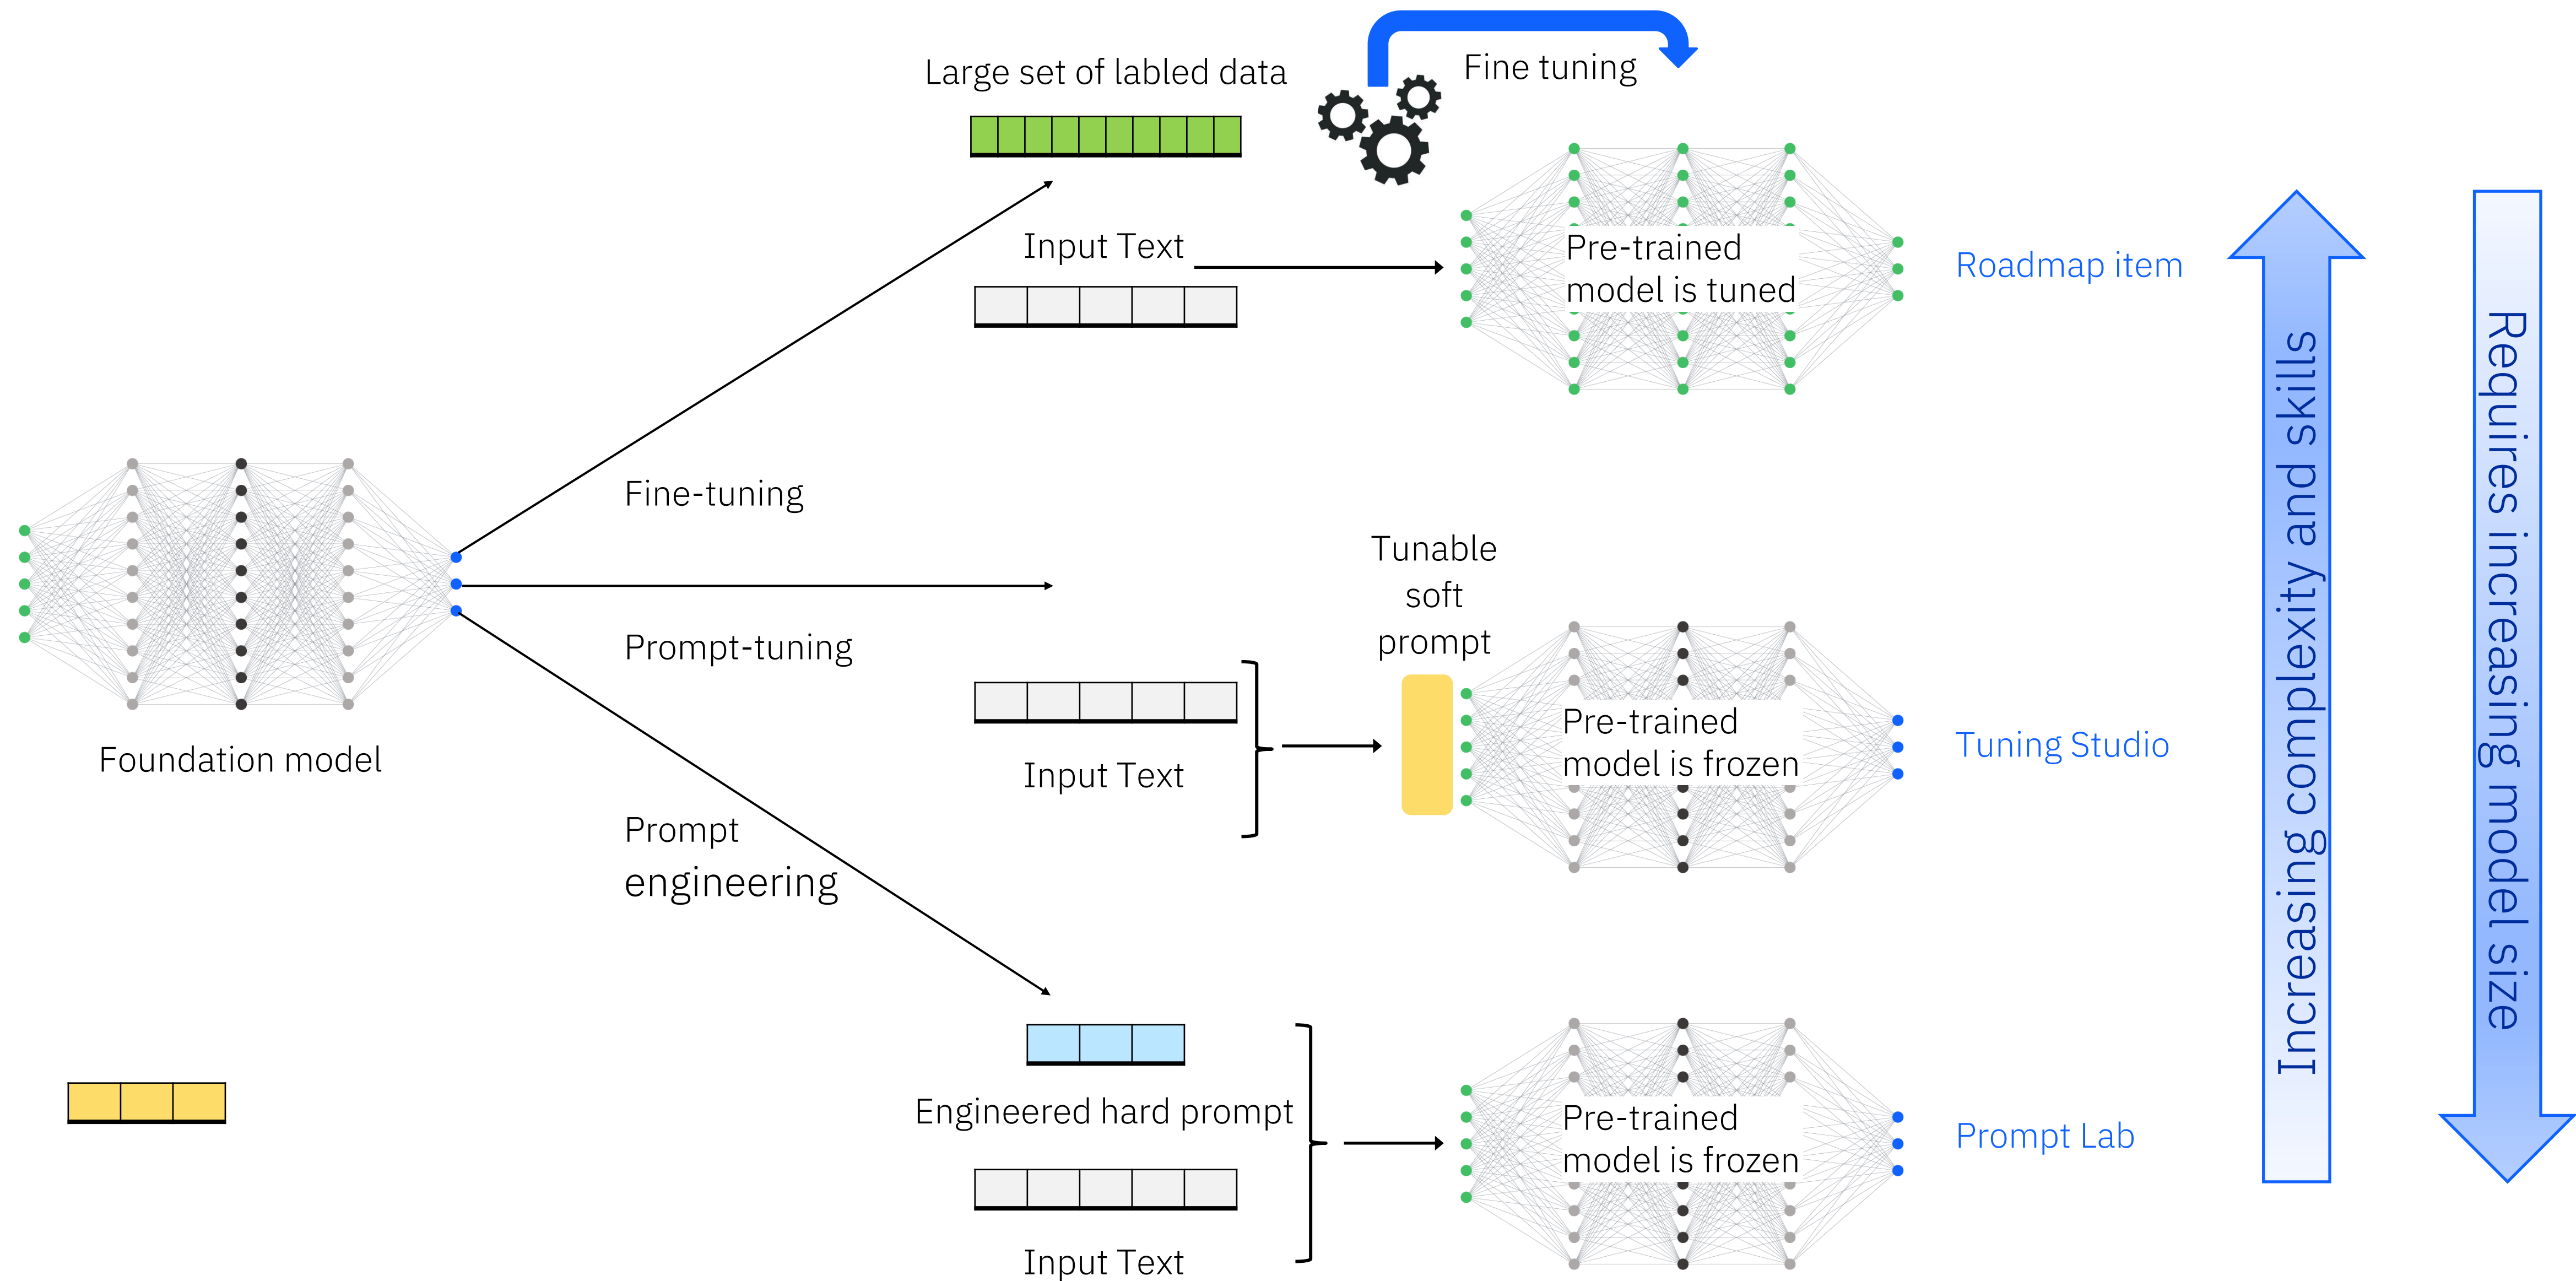 Large set of labled data
Fine tuning
Input Text
Pre-trained
model is tuned
Roadmap item
Fine-tuning
Foundation model
Prompt-tuning
Tunable
soft
prompt
Input Text
Pre-trained
model is frozen
Tuning Studio
Prompt
engineering
Engineered hard prompt
Input Text
Pre-trained
model is frozen
Prompt Lab
Increasing complexity and skills
Requires increasing model size